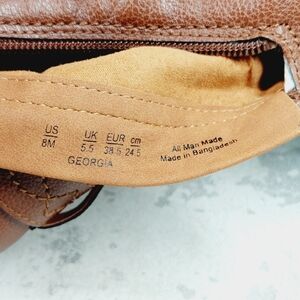 US UK EUR cm
8M 5.5 38.5 24.5
GEORGIA
All Man Made
Made in Bangladesh